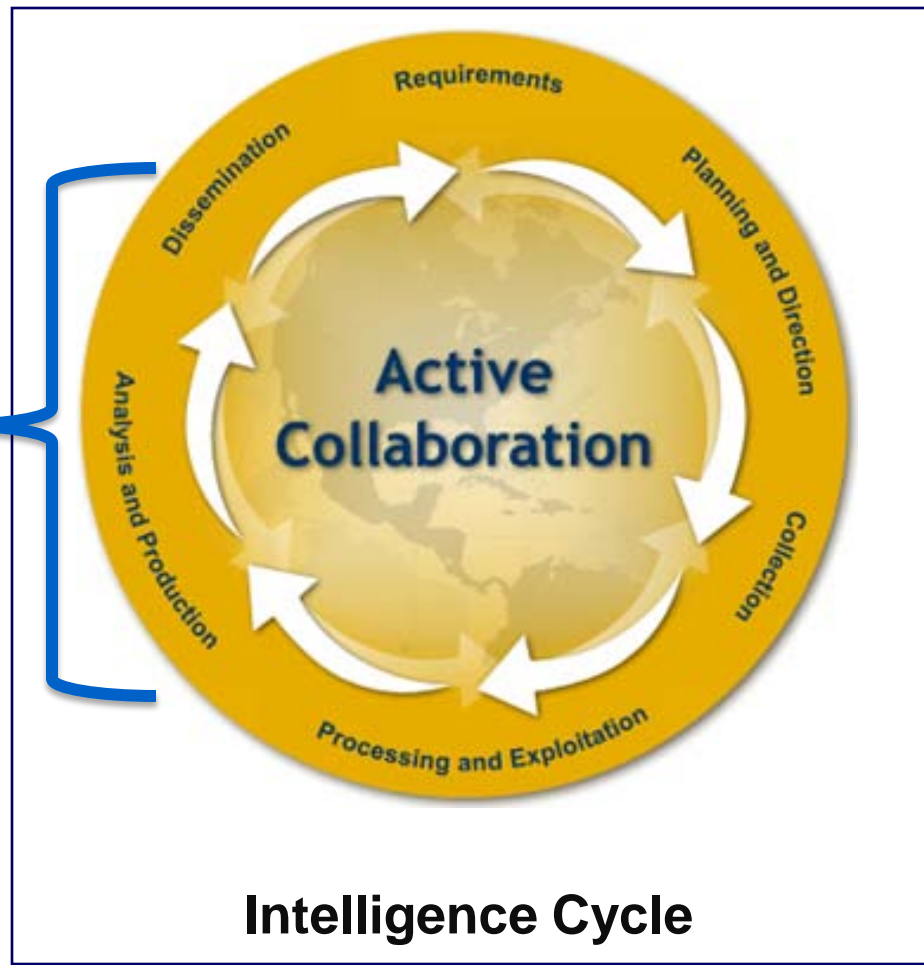 Requirements
Planning and Direction
Collection
Processing and Exploitation
Analysis and Production
Dissemination
Active
Collaboration
Intelligence Cycle